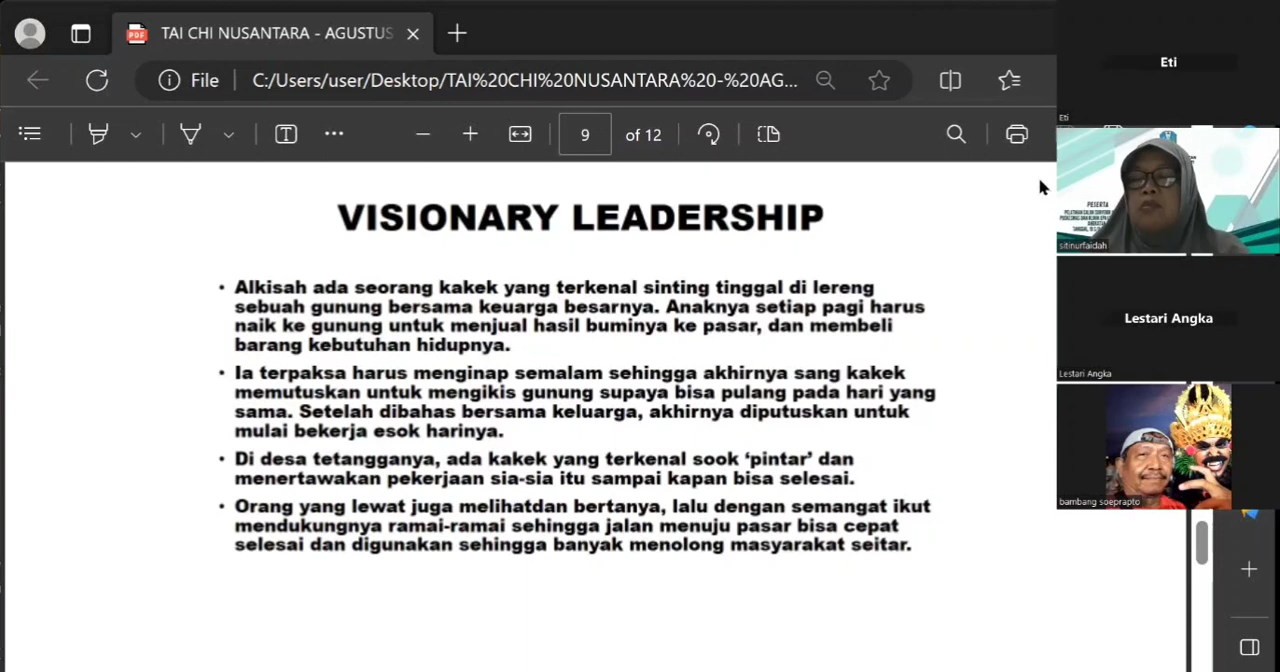 TAI CHI NUSANTARA - AGUSTUS
File
C:/Users/user/Desktop/TAI%20CHI%20NUSANTARA%20-%20AG...
9 of 12
VISIONARY LEADERSHIP
• Alkisah ada seorang kakek yang terkenal sinting tinggal di lereng
sebuah gunung bersama keuarga besarnya. Anaknya setiap pagi harus
naik ke gunung untuk menjual hasil buminya ke pasar, dan membeli
barang kebutuhan hidupnya.
• Ia terpaksa harus menginap semalam sehingga akhirnya sang kakek
memutuskan untuk mengikis gunung supaya bisa pulang pada hari yang
sama. Setelah dibahas bersama keluarga, akhirnya diputuskan untuk
mulai bekerja esok harinya.
• Di desa tetangganya, ada kakek yang terkenal sook ‘pintar’ dan
menertawakan pekerjaan sia-sia itu sampai kapan bisa selesai.
• Orang yang lewat juga melihatdan bertanya, lalu dengan semangat ikut
mendukungnya ramai-ramai sehingga jalan menuju pasar bisa cepat
selesai dan digunakan sehingga banyak menolong masyarakat seitar.
Eti
Eti
PESERTA
sitinurfaidah
Lestari Angka
Lestari Angka
bambang soeprapto